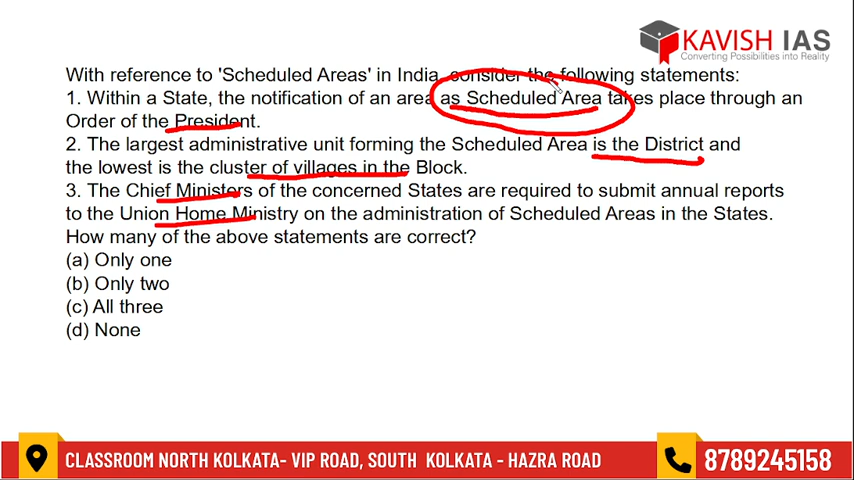 KAVISH IAS
Converting Possibilities into Reality
With reference to 'Scheduled Areas' in India, consider the following statements:
1. Within a State, the notification of an area as Scheduled Area takes place through an
Order of the President.
2. The largest administrative unit forming the Scheduled Area is the District and
the lowest is the cluster of villages in the Block.
3. The Chief Ministers of the concerned States are required to submit annual reports
to the Union Home Ministry on the administration of Scheduled Areas in the States.
How many of the above statements are correct?
(a) Only one
(b) Only two
(c) All three
(d) None
CLASSROOM NORTH KOLKATA- VIP ROAD, SOUTH KOLKATA - HAZRA ROAD
8789245158